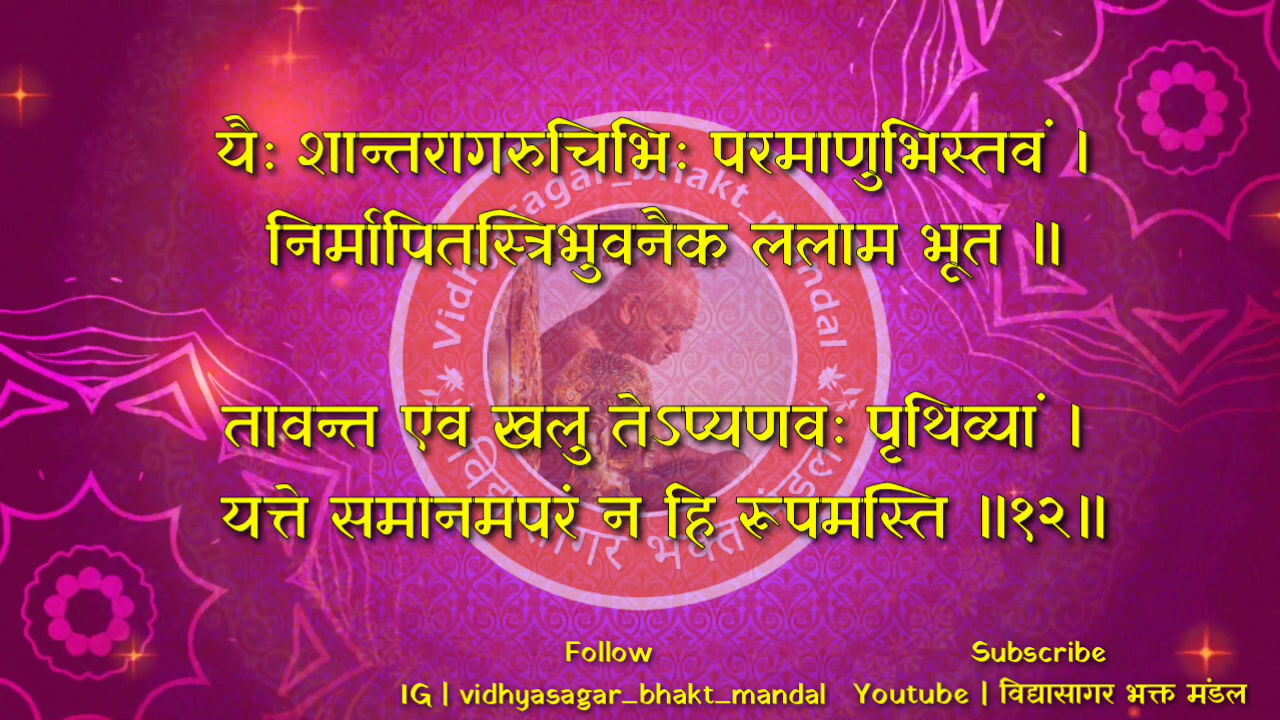 यैः शान्तरागरुचिभिः परमाणुभिस्तवं ।
निर्मापितस्त्रिभुवनैक ललाम भूत ॥
तावन्त एव खलु तेऽप्यणवः पृथिव्यां ।
यत्ते समानमपरं न हि रूंपमस्ति ॥१२॥
Follow
IG | vidhyasagar_bhakt_mandal
Subscribe
Youtube | विद्यासागर भक्त मंडल